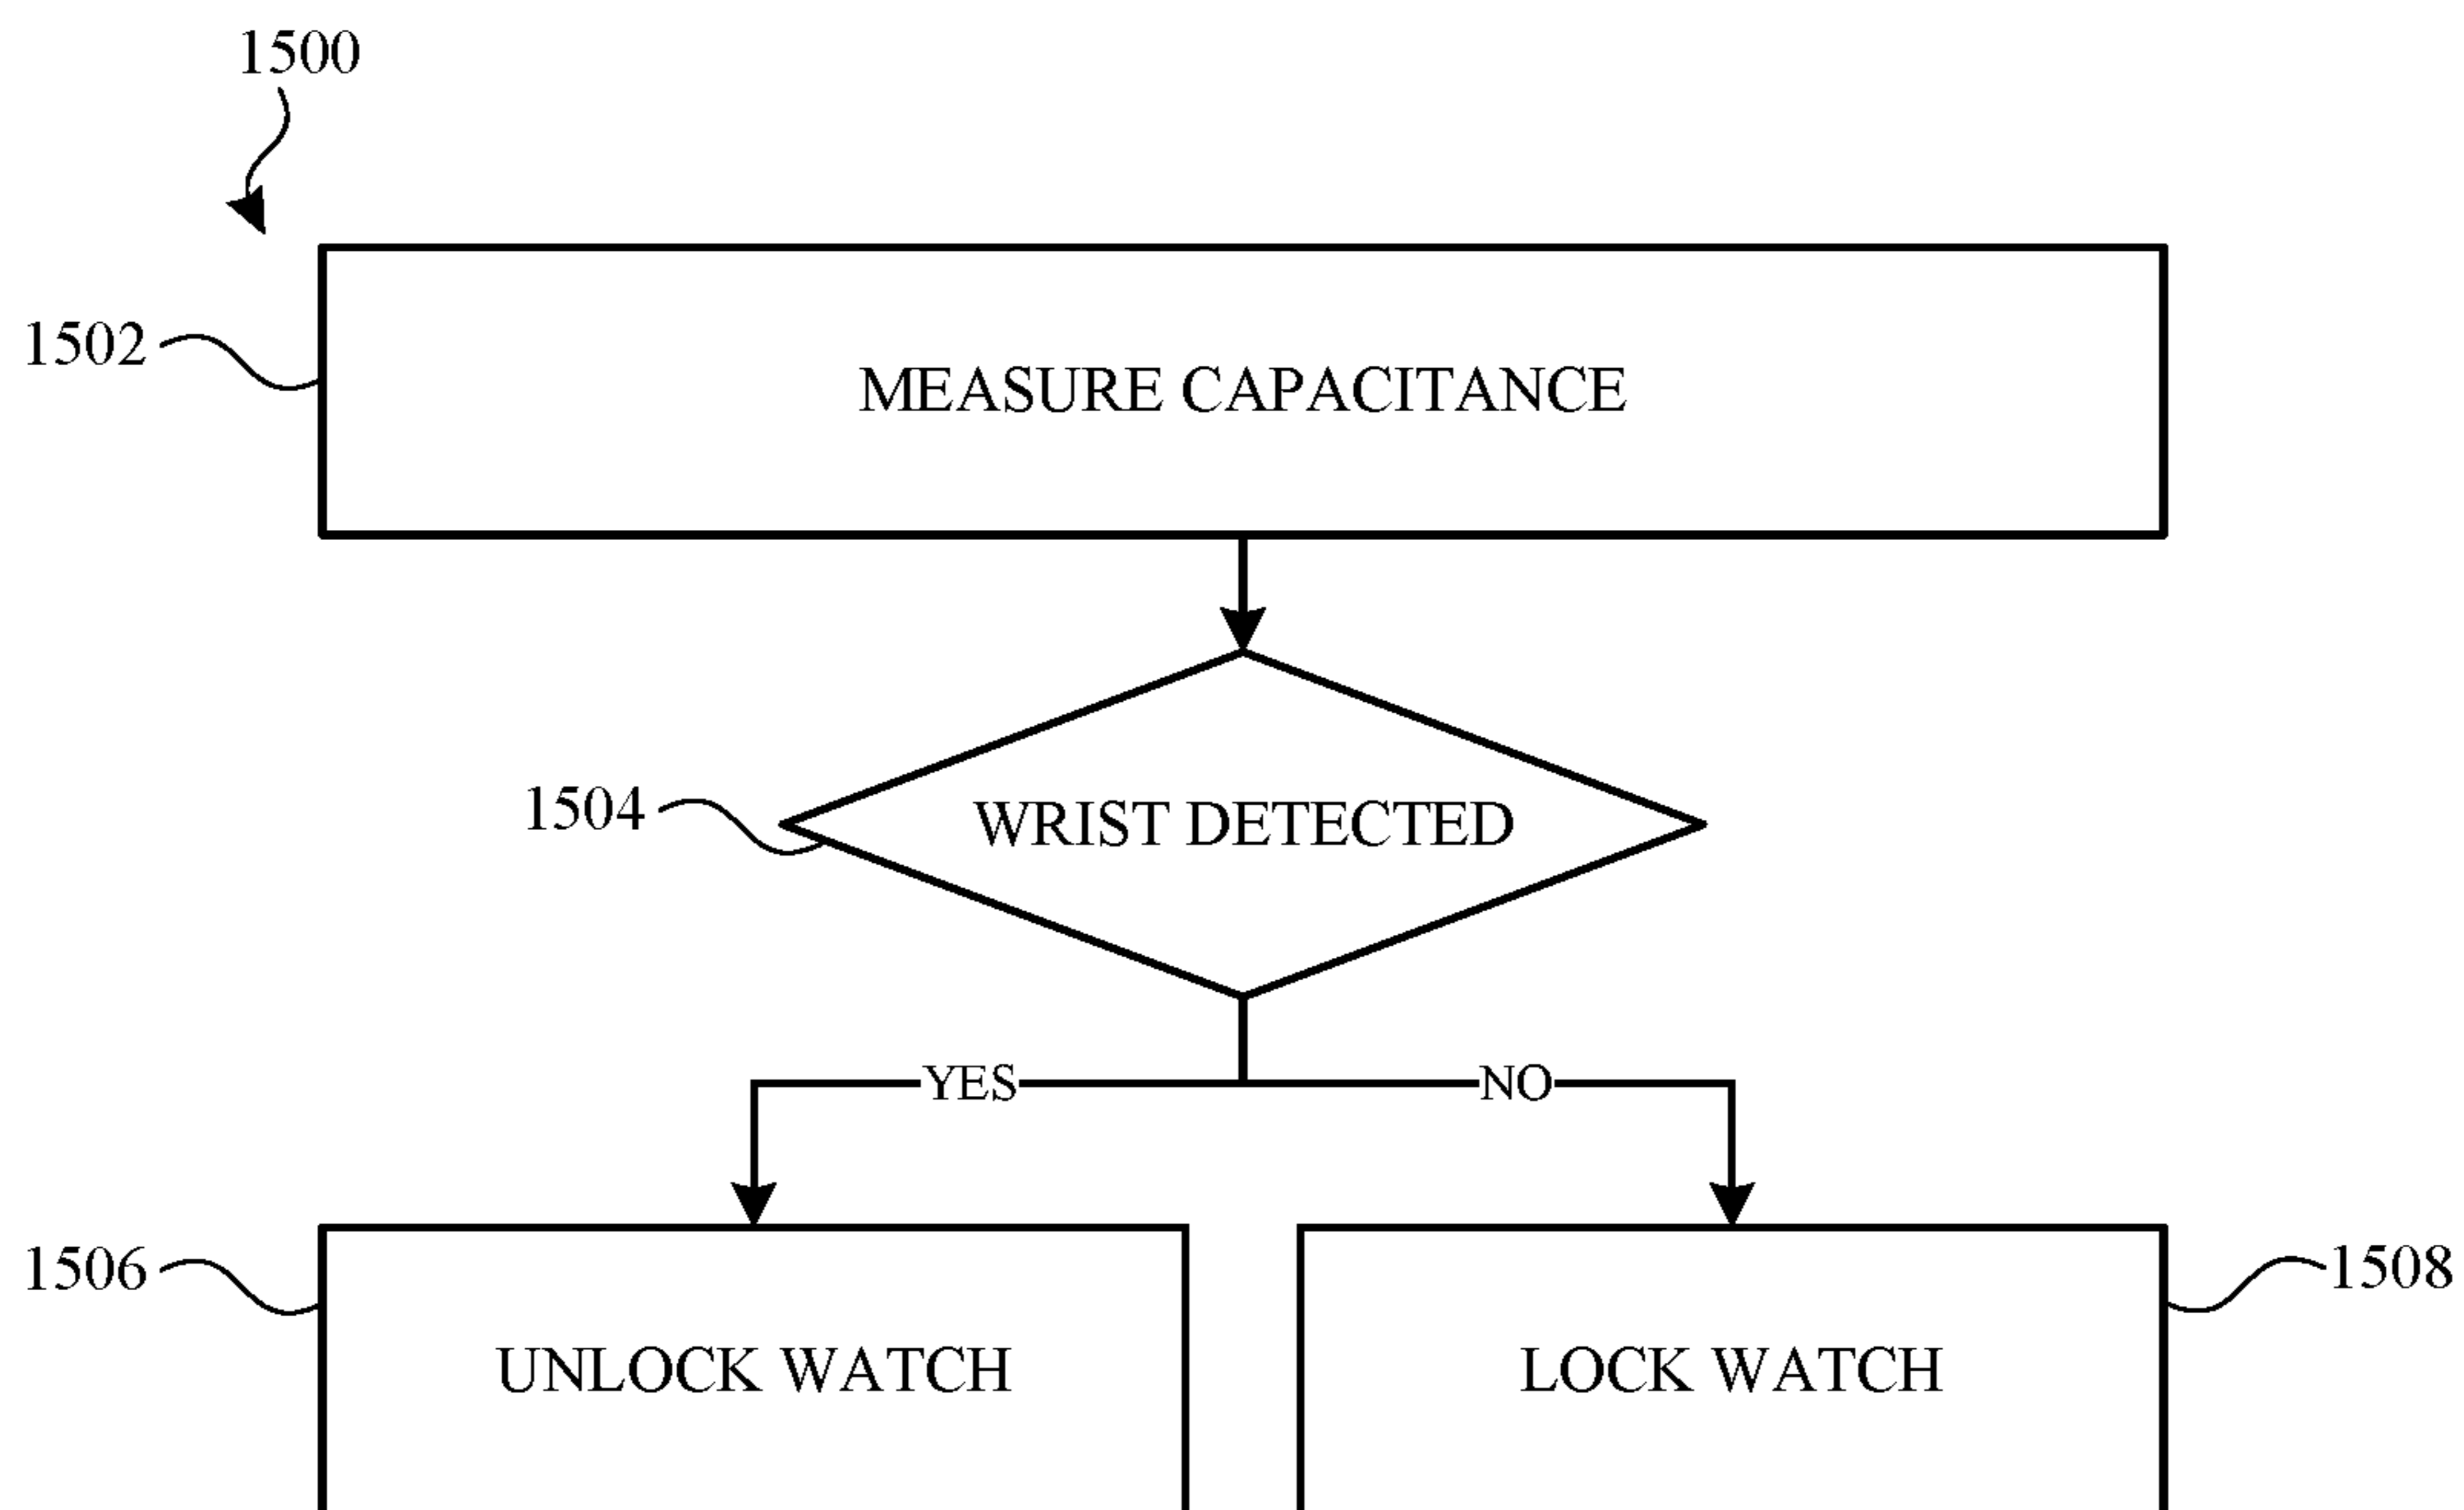 1500
1502
MEASURE CAPACITANCE
1504
WRIST DETECTED
YES
NO
1506
UNLOCK WATCH
LOCK WATCH
1508